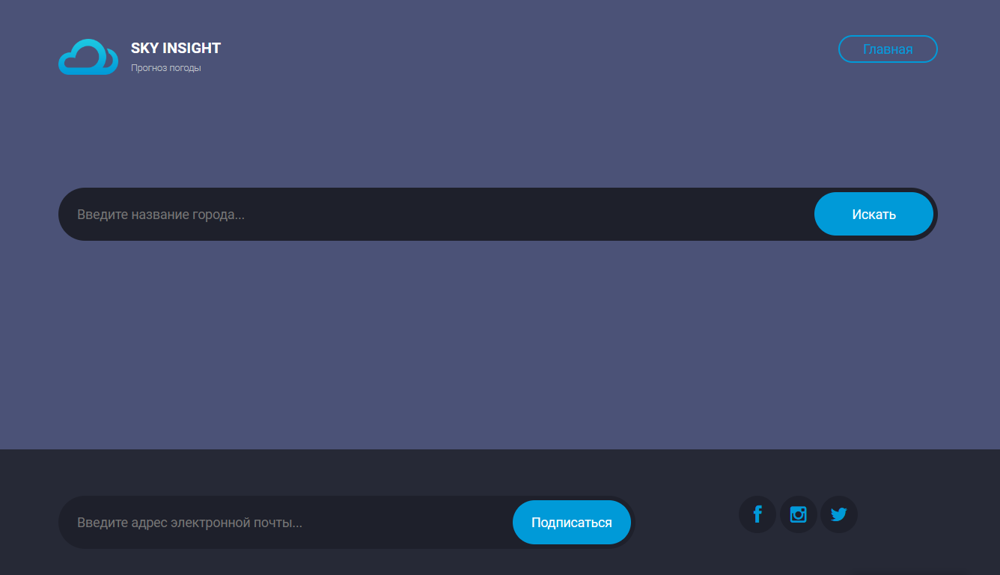 SKY INSIGHT
Прогноз погоды
Главная
Введите название города...
Искать
Введите адрес электронной почты...
Подписаться